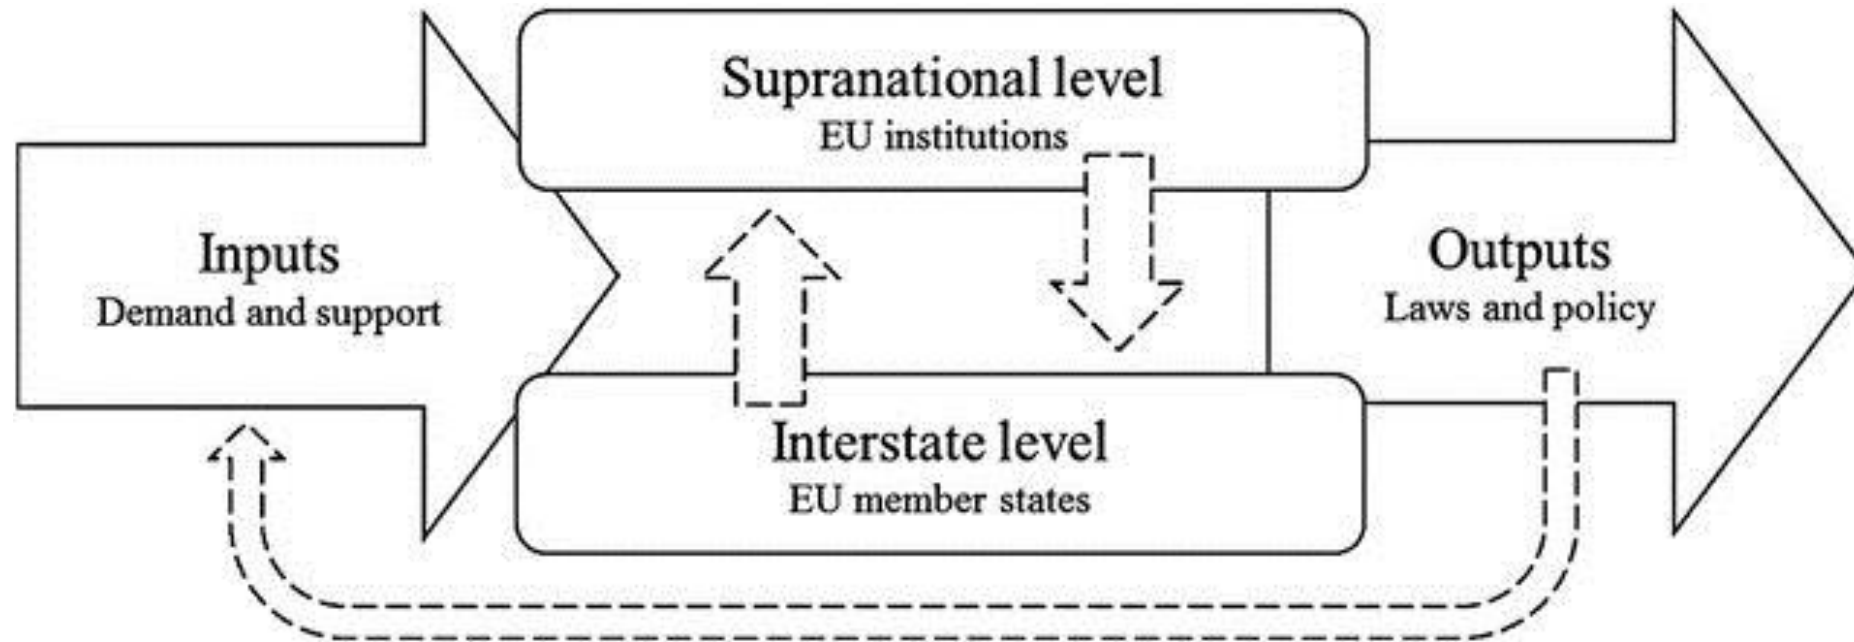 Supranational level
EU institutions
Inputs
Demand and support
Outputs
Laws and policy
Interstate level
EU member states